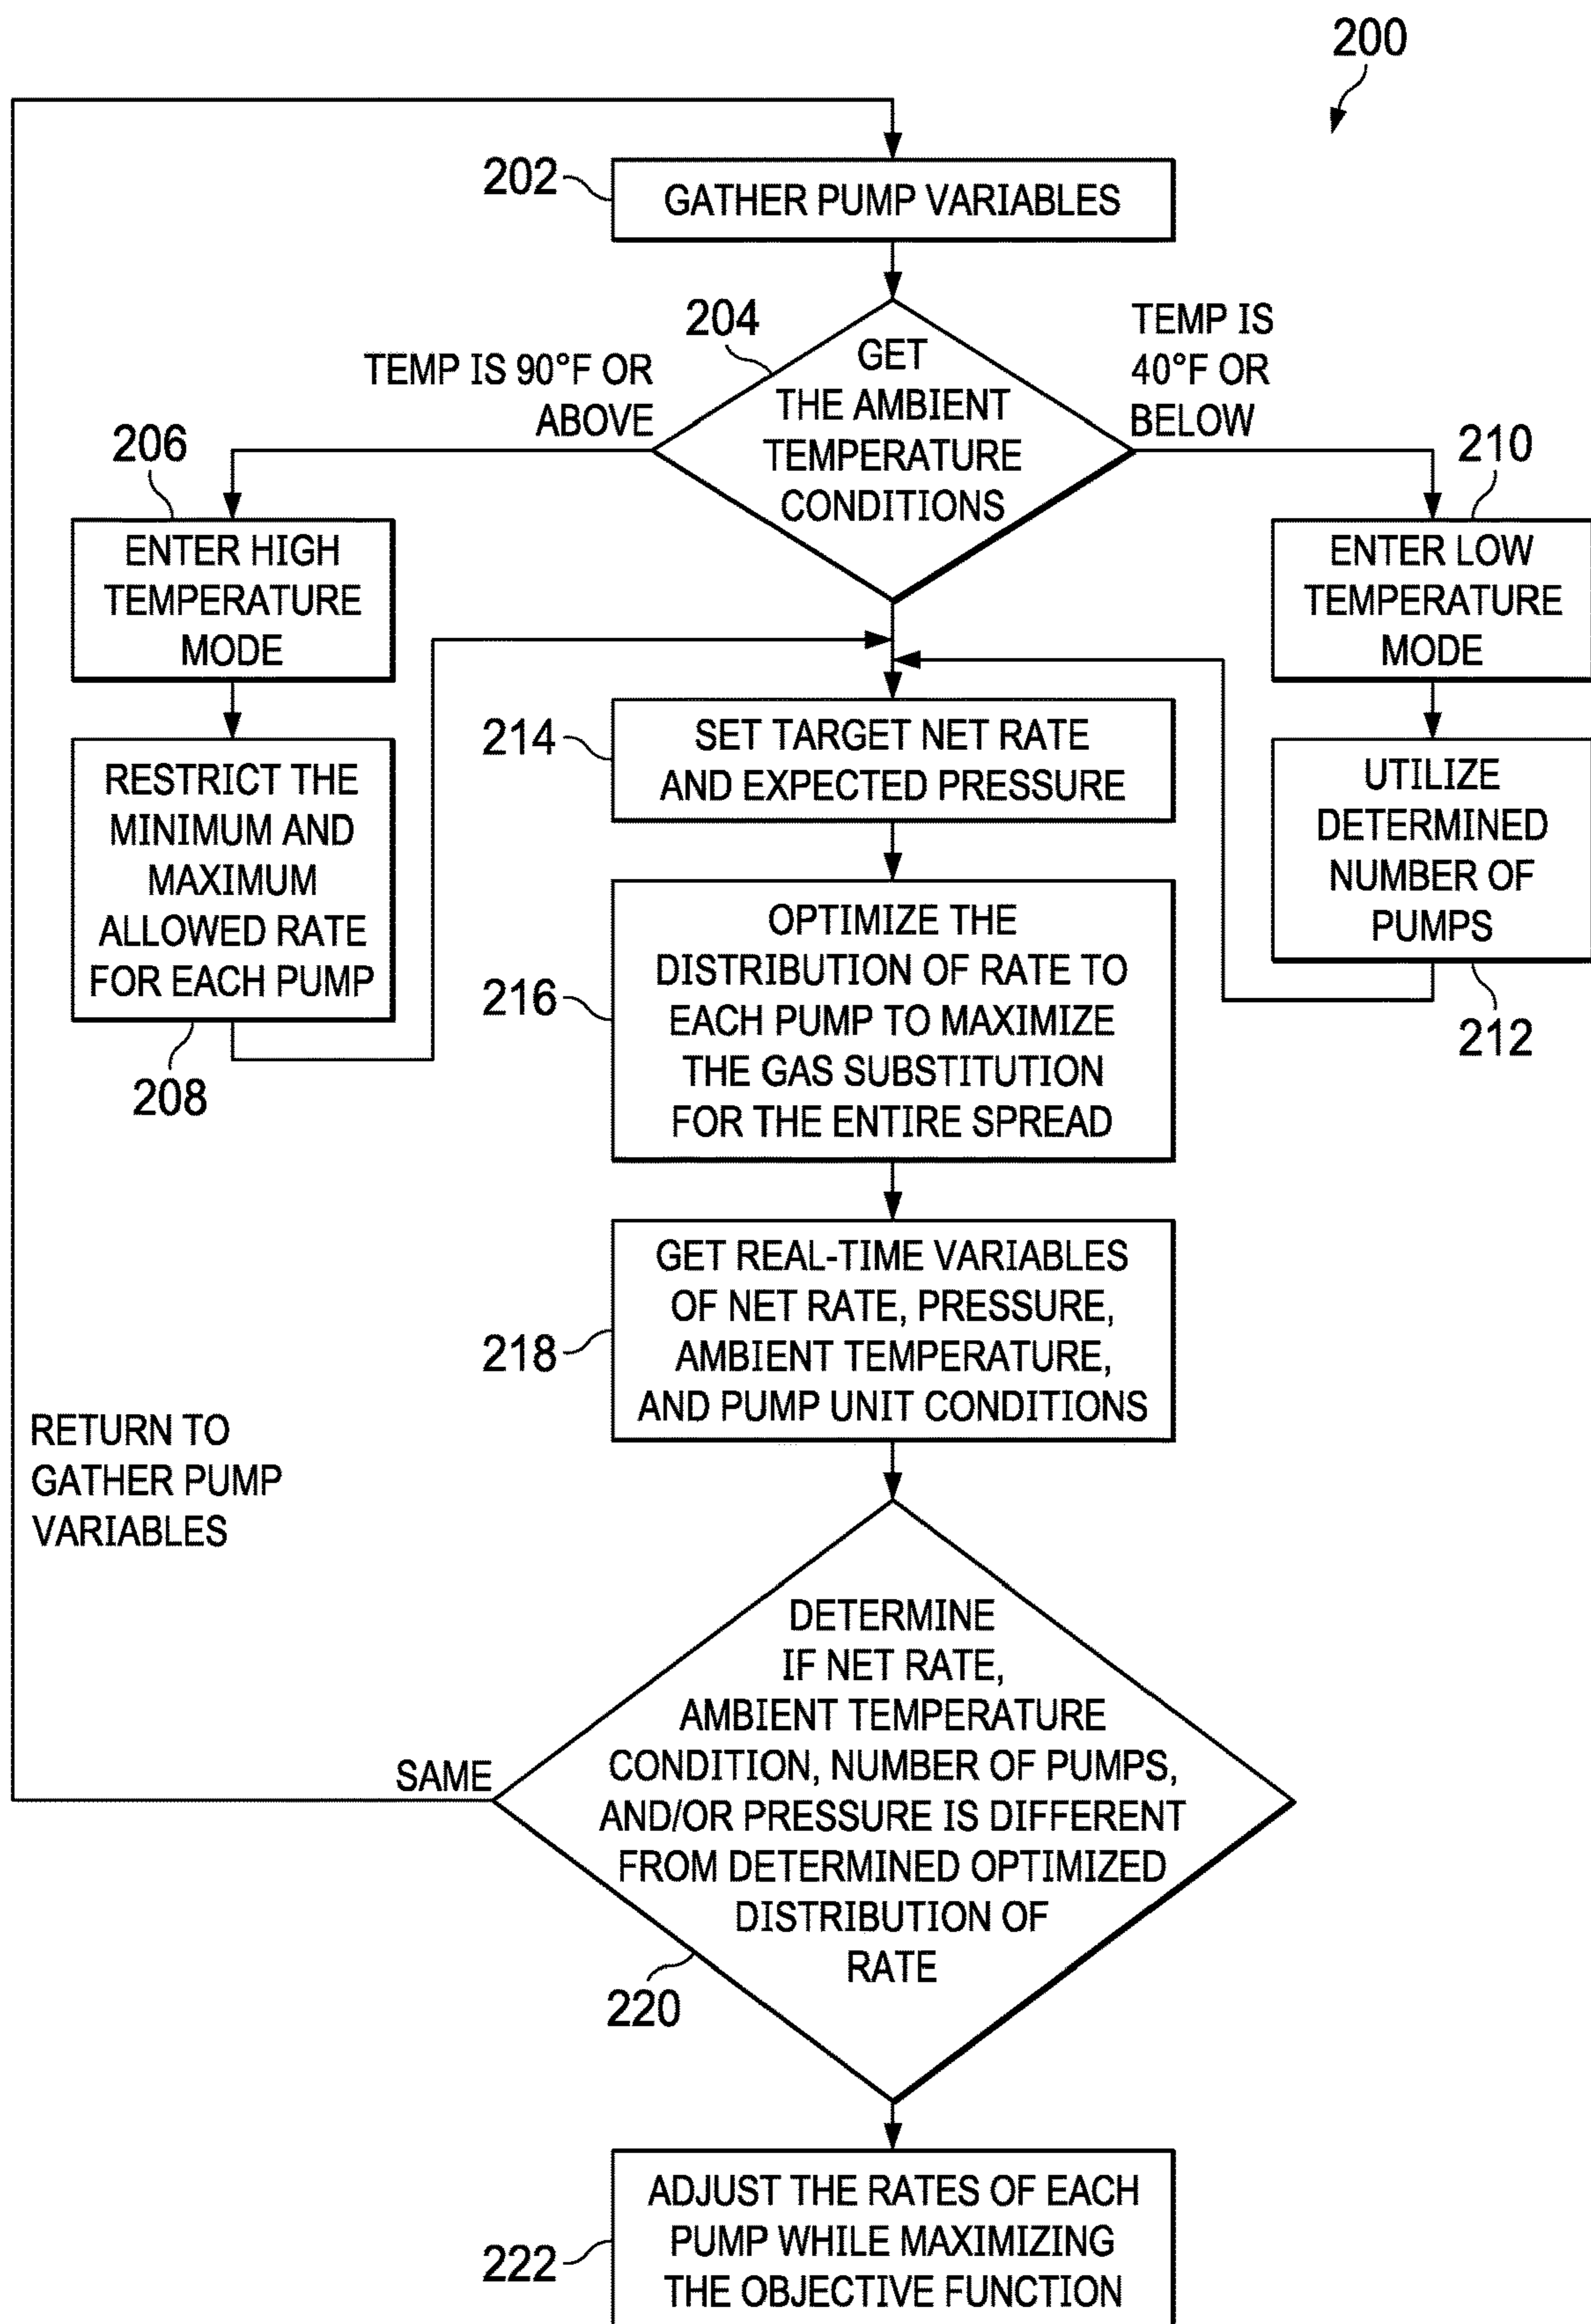 200
202
GATHER PUMP VARIABLES
204
GET
THE AMBIENT
TEMPERATURE
CONDITIONS
TEMP IS 90°F OR
ABOVE
TEMP IS
40°F OR
BELOW
206
ENTER HIGH
TEMPERATURE
MODE
210
ENTER LOW
TEMPERATURE
MODE
RESTRICT THE
MINIMUM AND
MAXIMUM
ALLOWED RATE
FOR EACH PUMP
208
UTILIZE
DETERMINED
NUMBER OF
PUMPS
212
214
SET TARGET NET RATE
AND EXPECTED PRESSURE
216
OPTIMIZE THE
DISTRIBUTION OF RATE TO
EACH PUMP TO MAXIMIZE
THE GAS SUBSTITUTION
FOR THE ENTIRE SPREAD
218
GET REAL-TIME VARIABLES
OF NET RATE, PRESSURE,
AMBIENT TEMPERATURE,
AND PUMP UNIT CONDITIONS
RETURN TO
GATHER PUMP
VARIABLES
SAME
DETERMINE
IF NET RATE,
AMBIENT TEMPERATURE
CONDITION, NUMBER OF PUMPS,
AND/OR PRESSURE IS DIFFERENT
FROM DETERMINED OPTIMIZED
DISTRIBUTION OF
RATE
220
222
ADJUST THE RATES OF EACH
PUMP WHILE MAXIMIZING
THE OBJECTIVE FUNCTION